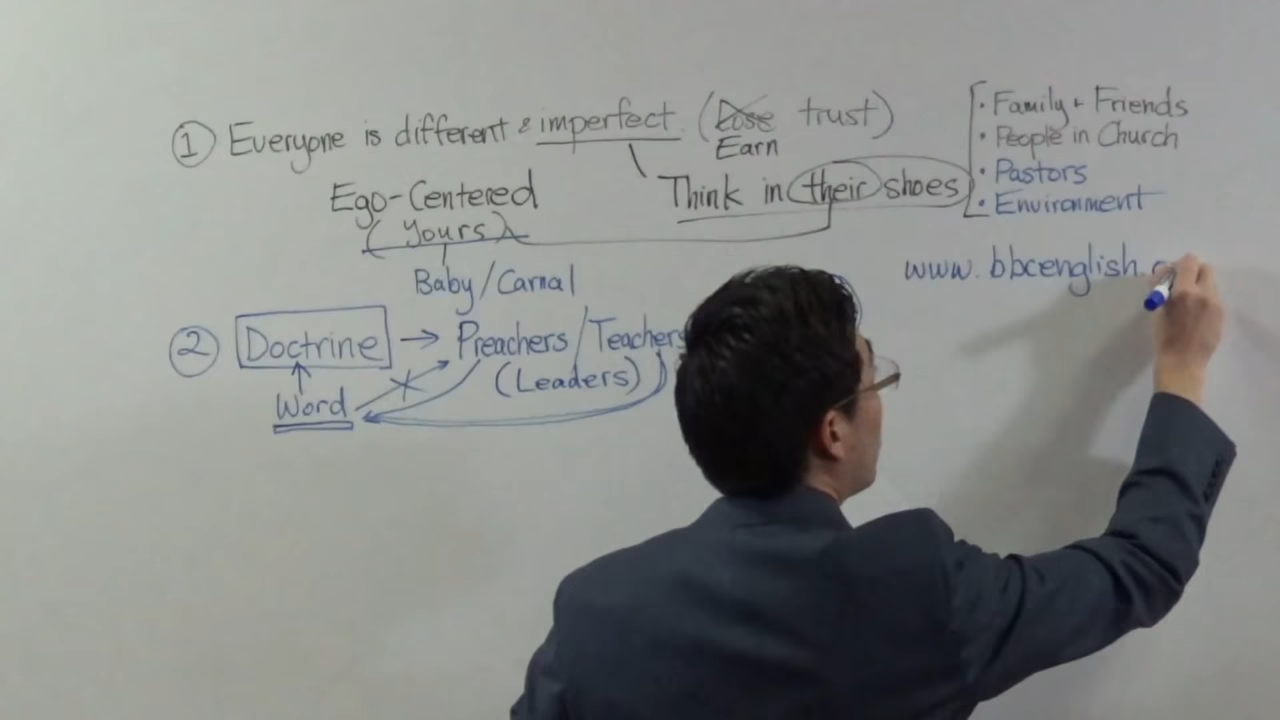 ① Everyone is different & imperfect (Lose trust)
Earn
Ego-Centered
(Yours)
Think in their shoes
· Family + Friends
· People in Church
· Pastors
· Environment
Baby/Carnal
www.bbcenglish.
② Doctrine → Preachers/Teachers
(Leaders)
Word